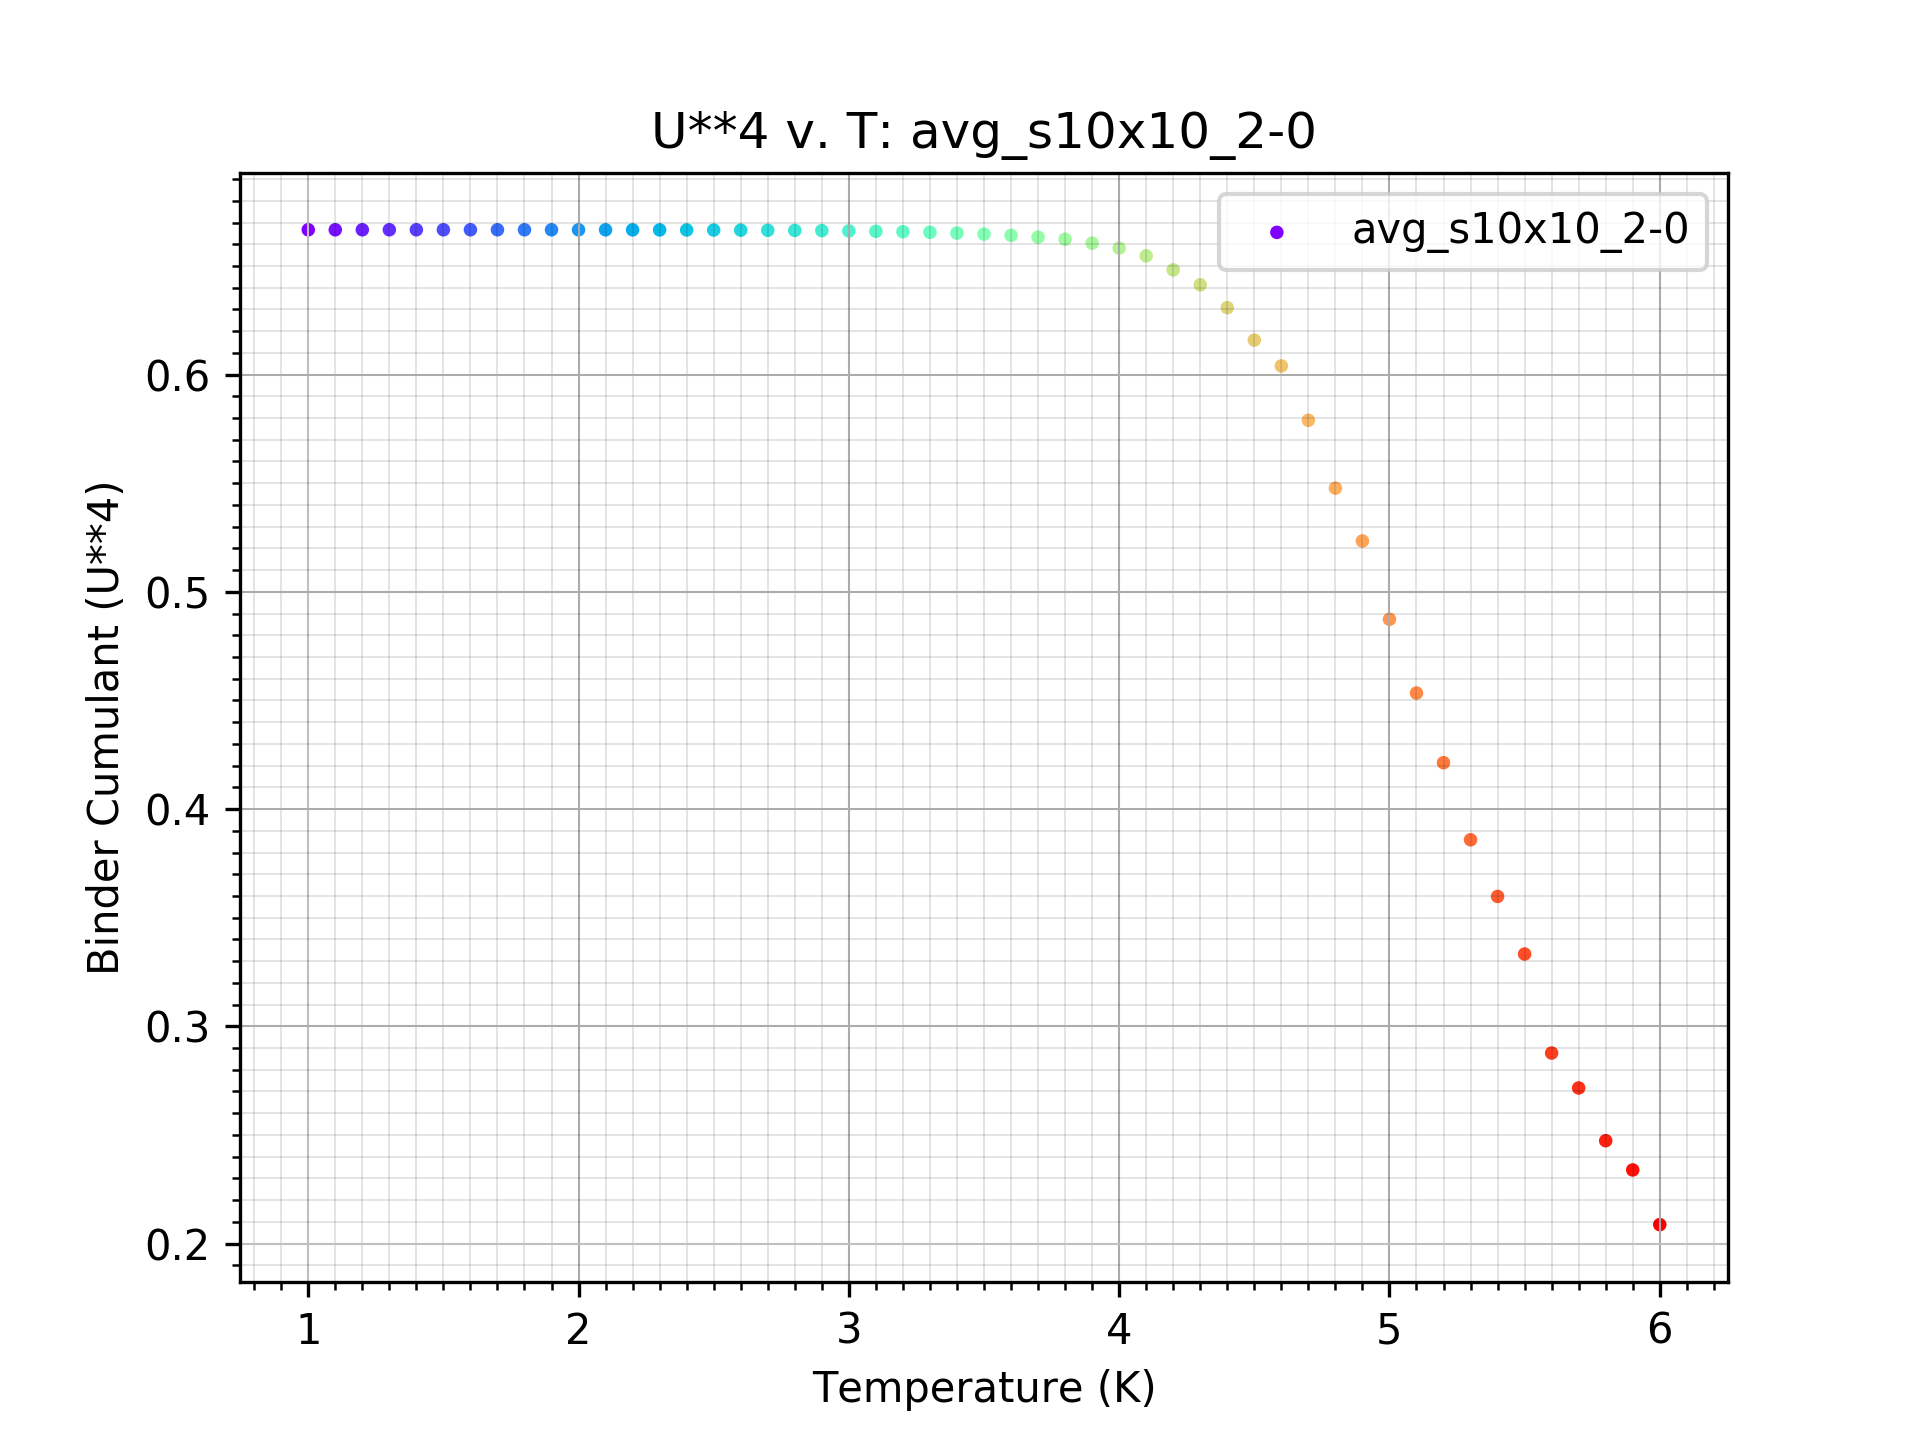 U**4 v. T: avg_s10x10_2-0
avg_s10x10_2-0
Binder Cumulant (U**4)
0.6
0.5
0.4
0.3
0.2
1 2 3 4 5 6
Temperature (K)